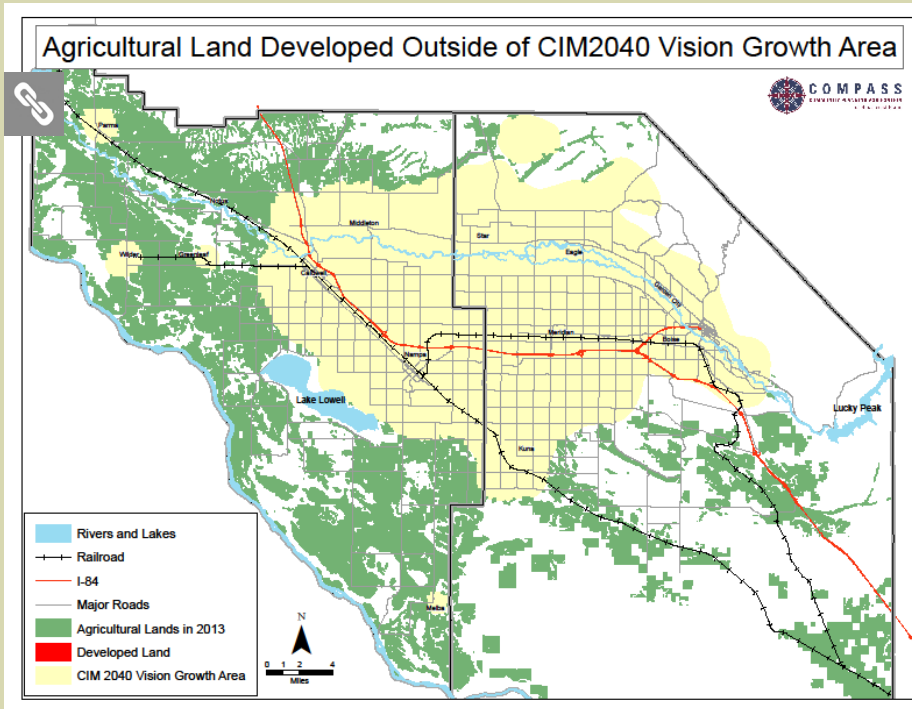 Agricultural Land Developed Outside of CIM2040 Vision Growth Area
COMPASS
Parma
Notus
Middleton
Star
Eagle
Wilder
Greenleaf
Caldwell
Garden City
Meridian
Boise
Nampa
Lake Lowell
Lucky Peak
Kuna
Melba
Rivers and Lakes
Railroad
I-84
Major Roads
Agricultural Lands in 2013
Developed Land
CIM 2040 Vision Growth Area
N
0 1 2 4
Miles